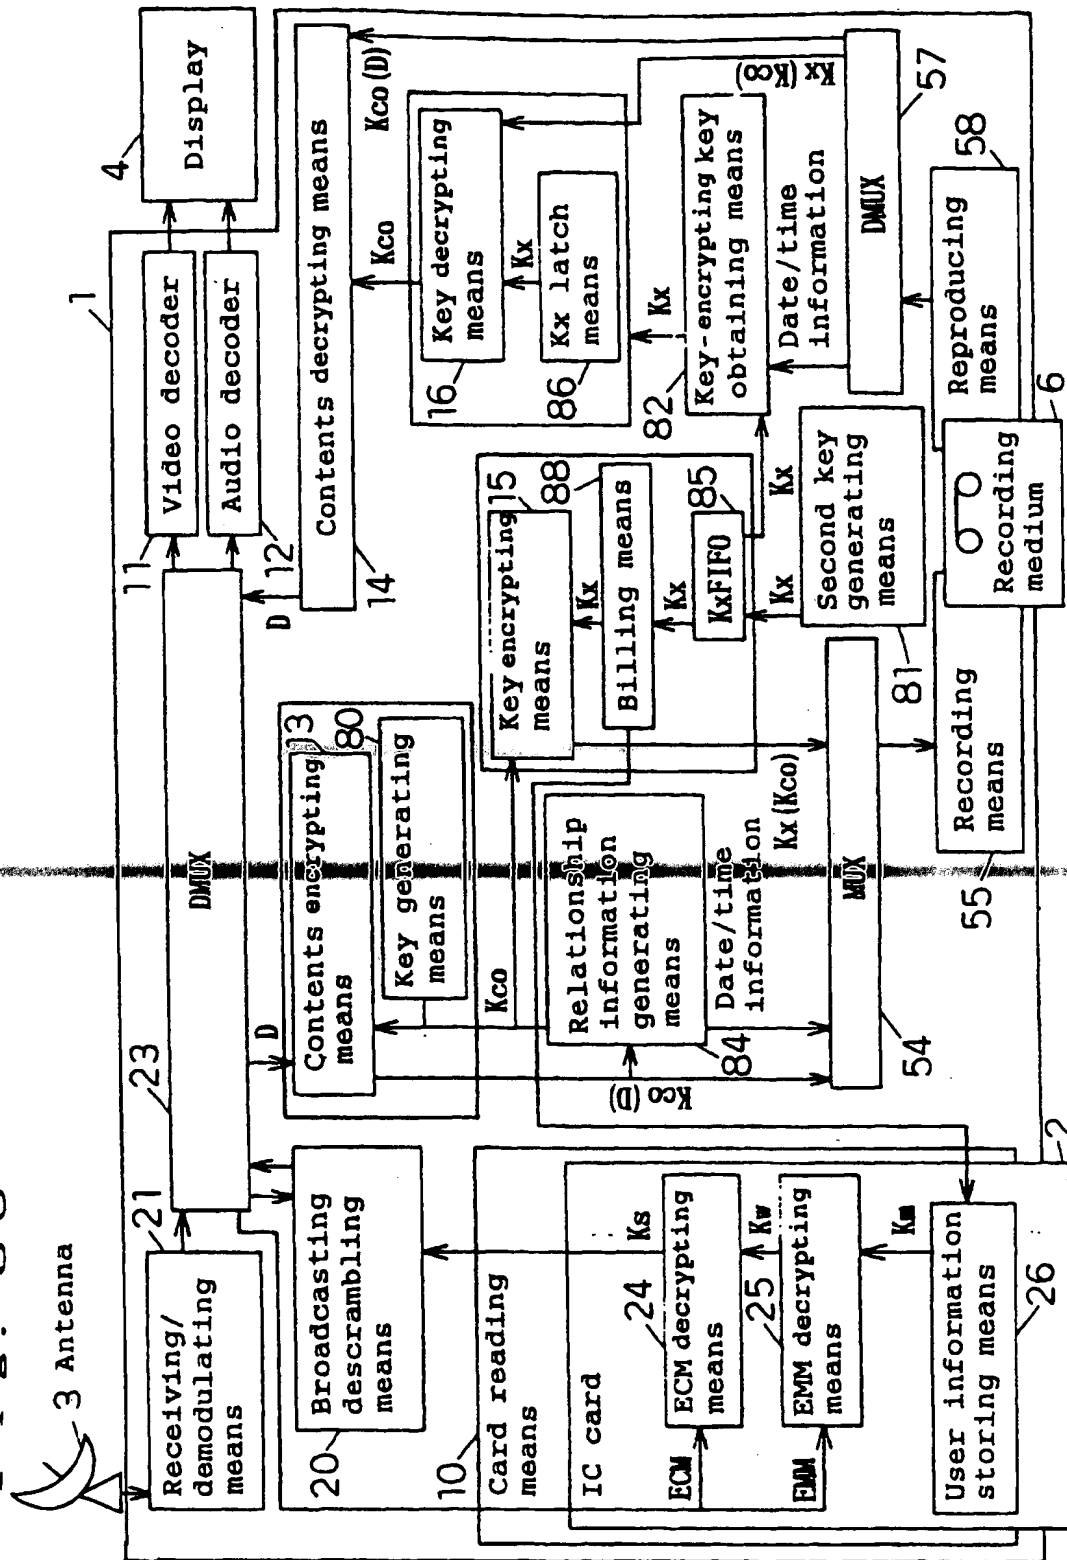 3 Antenna
1
Receiving/
demodulating
means
21
23
DMUX
11
Video decoder
12
Audio decoder
4
Display
20
Broadcasting
descrambling
means
D
Contents encrypting
means
13
Key generating
means
80
D
14
Contents decrypting means
Kco
Kco(D)
10
Card reading
means
IC card
2
ECM
EMM
24
ECM decrypting
means
Ks
25
EMM decrypting
means
Kw
Km
User information
storing means
26
Kco(D)
Kco
Relationship
information
generating
means
84
Date/time
information
Kx(Kco)
Key encrypting
means
15
Kx
Billing means
88
Kx
KxFIFO
85
Kx
Kx
Second key
generating
means
81
16
Key decrypting
means
Kx
Kx latch
means
86
Kx
82
Key-encrypting key
obtaining means
Kx(Kco)
Date/time
information
DMUX
57
MUX
54
Recording
means
55
Recording
medium
6
Reproducing
means
58